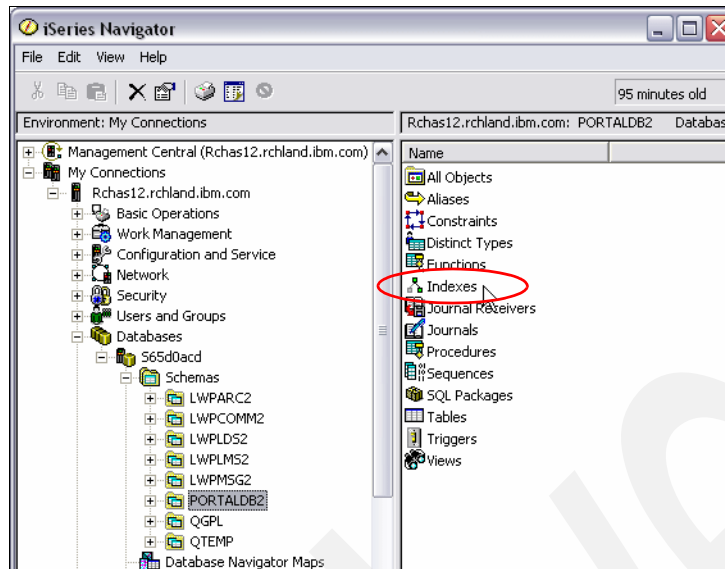 iSeries Navigator
File Edit View Help
95 minutes old
Environment: My Connections
Rchas12.rchland.ibm.com: PORTALDB2 Databas
Management Central (Rchas12.rchland.ibm.com)
My Connections
Rchas12.rchland.ibm.com
Basic Operations
Work Management
Configuration and Service
Network
Security
Users and Groups
Databases
S65d0acd
Schemas
LWPARC2
LWPCOMM2
LWPLDS2
LWPLMS2
LWPMSG2
PORTALDB2
QGPL
QTEMP
Database Navigator Maps
Name
All Objects
Aliases
Constraints
Distinct Types
Functions
Indexes
Journal Receivers
Journals
Procedures
Sequences
SQL Packages
Tables
Triggers
Views